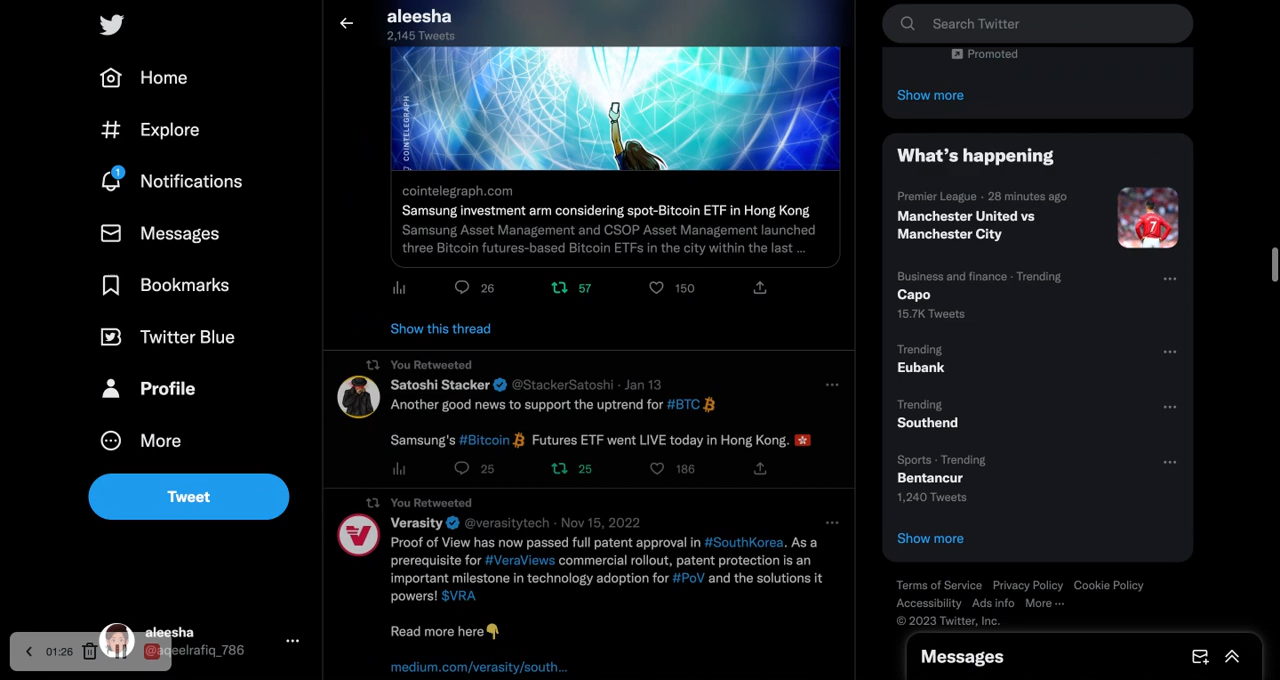 Home
Explore
1
Notifications
Messages
Bookmarks
Twitter Blue
Profile
More
Tweet
aleesha
@aqeelrafiq_786
01:26
aleesha
2,145 Tweets
COINTELEGRAPH
cointelegraph.com
Samsung investment arm considering spot-Bitcoin ETF in Hong Kong
Samsung Asset Management and CSOP Asset Management launched
three Bitcoin futures-based Bitcoin ETFs in the city within the last ...
26 57 150
Show this thread
You Retweeted
Satoshi Stacker @StackerSatoshi · Jan 13
Another good news to support the uptrend for #BTC
Samsung's #Bitcoin Futures ETF went LIVE today in Hong Kong. 🇭🇰
25 25 186
You Retweeted
Verasity @verasitytech · Nov 15, 2022
Proof of View has now passed full patent approval in #SouthKorea. As a
prerequisite for #VeraViews commercial rollout, patent protection is an
important milestone in technology adoption for #PoV and the solutions it
powers! $VRA
Read more here👇
medium.com/verasity/south...
Search Twitter
Promoted
Show more
What's happening
Premier League · 28 minutes ago
Manchester United vs
Manchester City
7
Business and finance · Trending
Capo
15.7K Tweets
Trending
Eubank
Trending
Southend
Sports · Trending
Bentancur
1,240 Tweets
Show more
Terms of Service Privacy Policy Cookie Policy
Accessibility Ads info More ···
© 2023 Twitter, Inc.
Messages